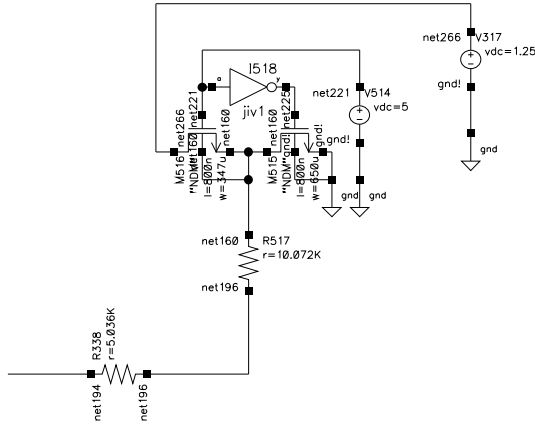 net266
V317
vdc=1.25
gnd!
gnd
I518
a
y
jiv1
net221
V514
vdc=5
gnd!
gnd
gnd
net221
net266
net160
net160
M516
"NDM"
l=800n
w=347u
net225
net160
gnd!
gnd!
M515
"NDM"
l=800n
w=650u
net160
R517
r=10.072K
net196
R338
r=5.036K
net194
net196